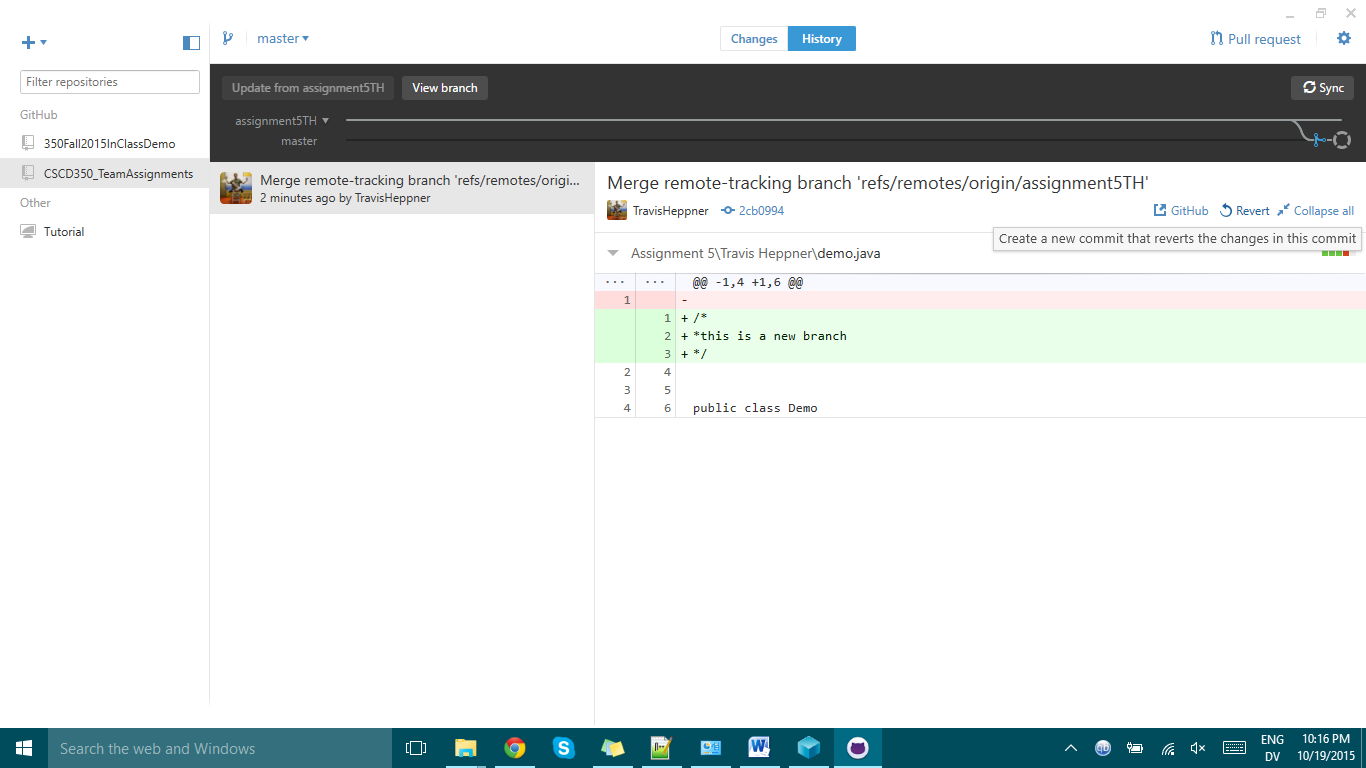 master
Changes
History
Pull request
Filter repositories
GitHub
350Fall2015InClassDemo
CSCD350_TeamAssignments
Other
Tutorial
Update from assignment5TH
View branch
Sync
assignment5TH
master
Merge remote-tracking branch 'refs/remotes/origi...
2 minutes ago by TravisHeppner
Merge remote-tracking branch 'refs/remotes/origin/assignment5TH'
TravisHeppner
2cb0994
GitHub
Revert
Collapse all
Create a new commit that reverts the changes in this commit
Assignment 5\Travis Heppner\demo.java
... ... @@ -1,4 +1,6 @@
1 -
1 + /*
2 + *this is a new branch
3 + */
2 4
3 5
4 6 public class Demo
Search the web and Windows
ENG
DV
10:16 PM
10/19/2015